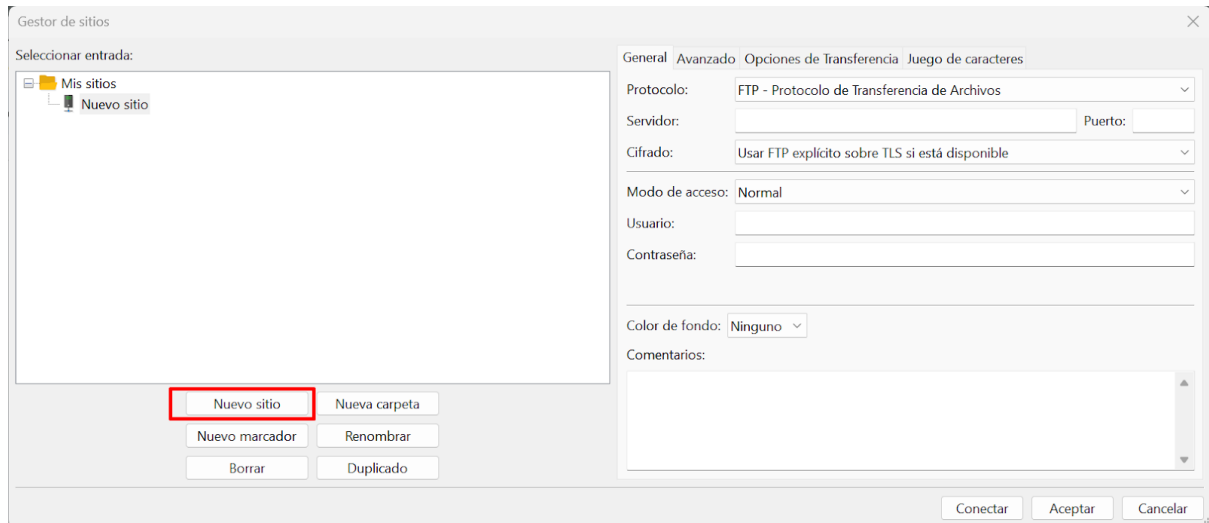 Gestor de sitios
Seleccionar entrada:
Mis sitios
Nuevo sitio
Nuevo sitio Nueva carpeta
Nuevo marcador Renombrar
Borrar Duplicado
General Avanzado Opciones de Transferencia Juego de caracteres
Protocolo: FTP - Protocolo de Transferencia de Archivos
Servidor: Puerto:
Cifrado: Usar FTP explícito sobre TLS si está disponible
Modo de acceso: Normal
Usuario:
Contraseña:
Color de fondo: Ninguno
Comentarios:
Conectar Aceptar Cancelar